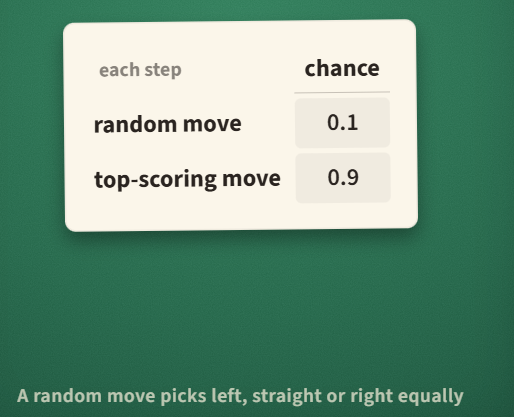 each step chance
random move 0.1
top-scoring move 0.9
A random move picks left, straight or right equally